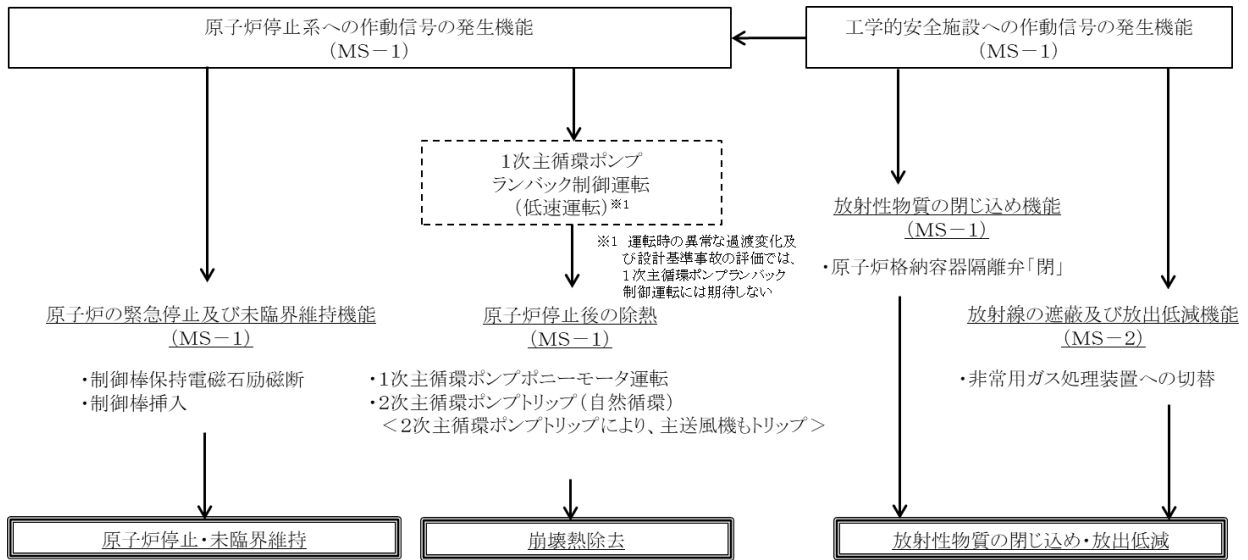 原子炉停止系への作動信号の発生機能
(MS－1)
工学的安全施設への作動信号の発生機能
(MS－1)
1次主循環ポンプ
ランバック制御運転
(低速運転)※1
※1 運転時の異常な過渡変化及
び設計基準事故の評価では、
1次主循環ポンプランバック
制御運転には期待しない
放射性物質の閉じ込め機能
(MS－1)
・原子炉格納容器隔離弁「閉」
原子炉の緊急停止及び未臨界維持機能
(MS－1)
・制御棒保持電磁石励磁断
・制御棒挿入
原子炉停止後の除熱
(MS－1)
・1次主循環ポンプポニーモータ運転
・2次主循環ポンプトリップ(自然循環)
＜2次主循環ポンプトリップにより、主送風機もトリップ＞
放射線の遮蔽及び放出低減機能
(MS－2)
・非常用ガス処理装置への切替
原子炉停止・未臨界維持
崩壊熱除去
放射性物質の閉じ込め・放出低減